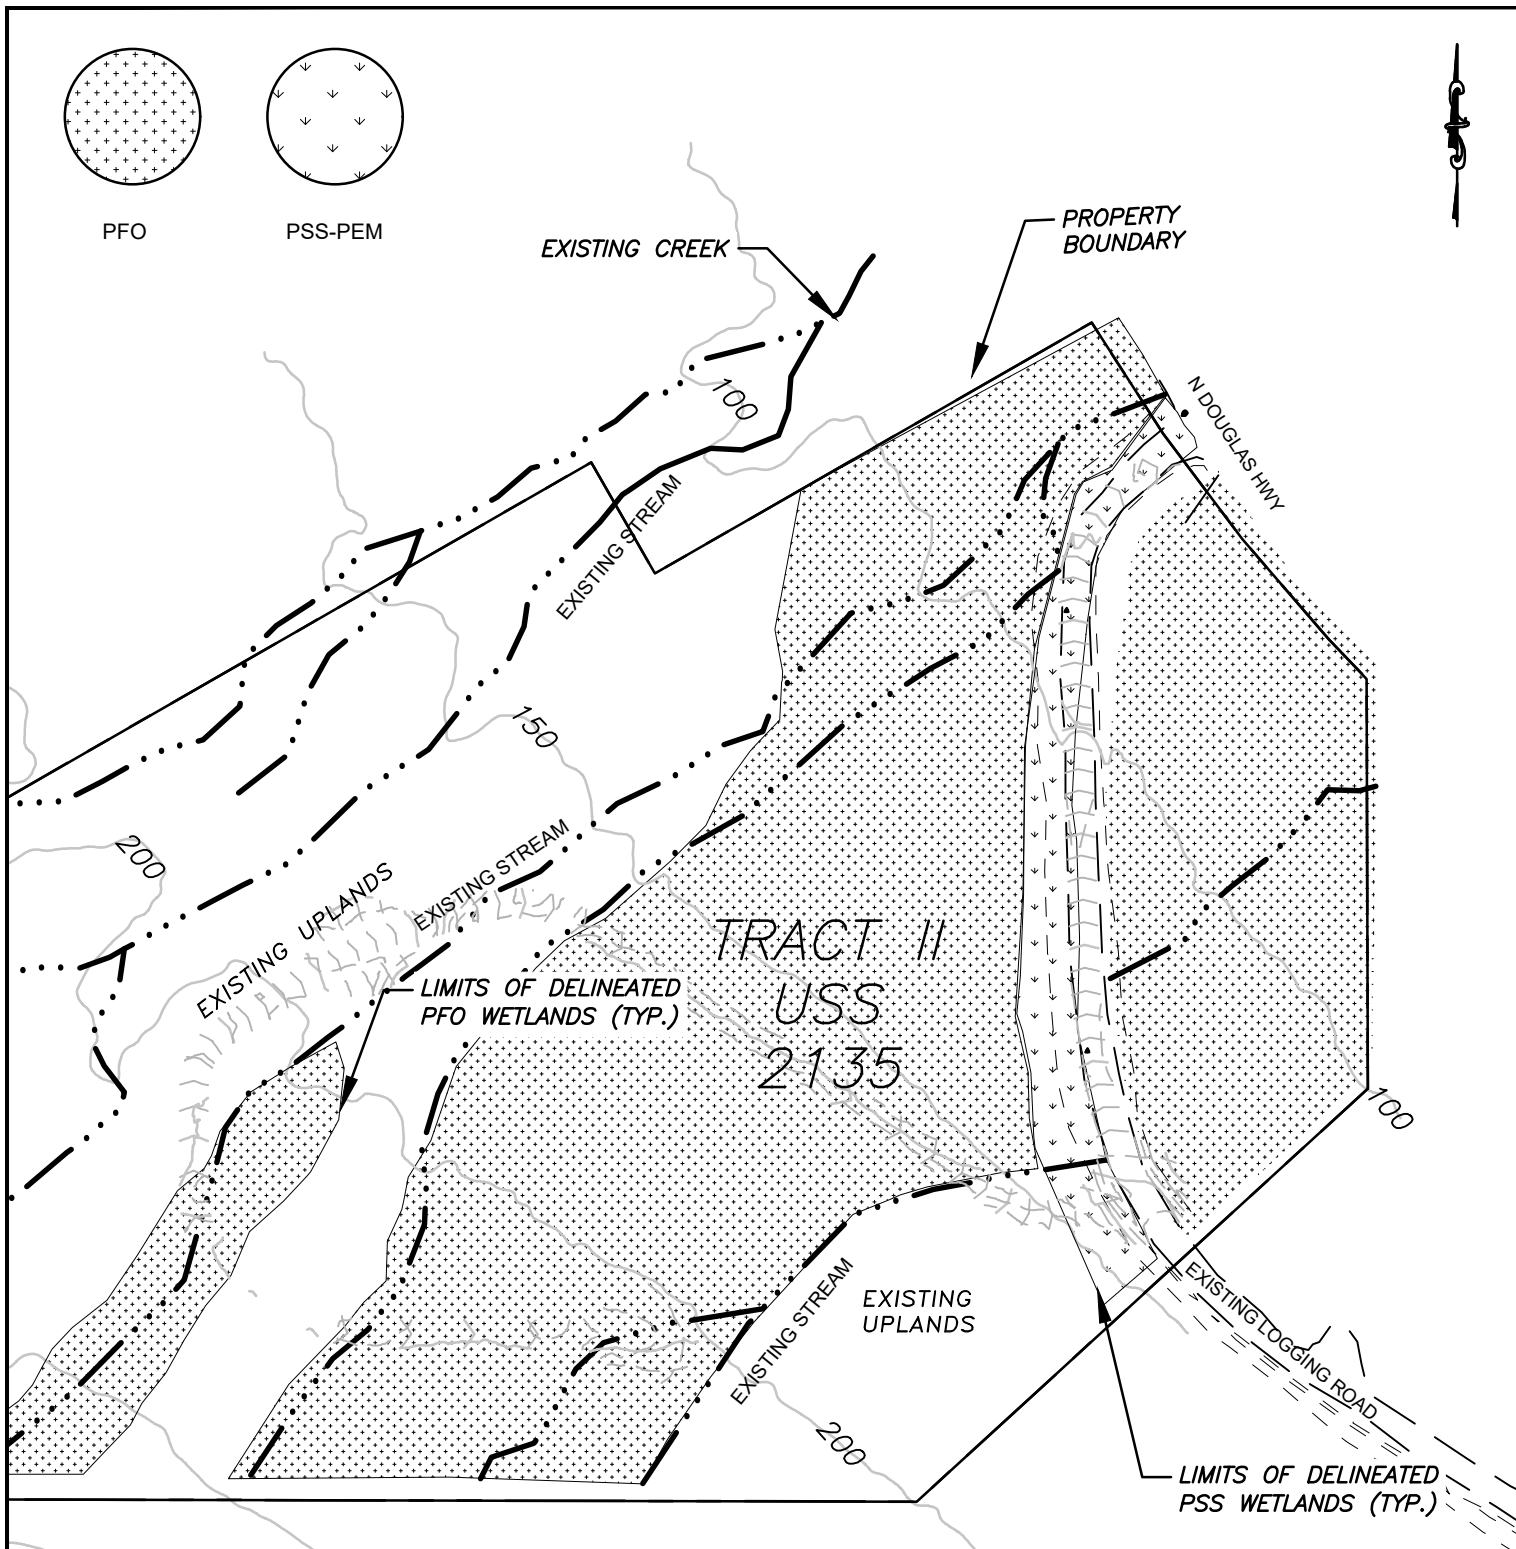 PFO
PSS-PEM
EXISTING CREEK
PROPERTY
BOUNDARY
100
N DOUGLAS HWY
EXISTING STREAM
150
200
EXISTING STREAM
EXISTING UPLANDS
TRACT II
USS
2135
LIMITS OF DELINEATED
PFO WETLANDS (TYP.)
100
EXISTING STREAM
EXISTING
UPLANDS
EXISTING LOGGING ROAD
200
LIMITS OF DELINEATED
PSS WETLANDS (TYP.)